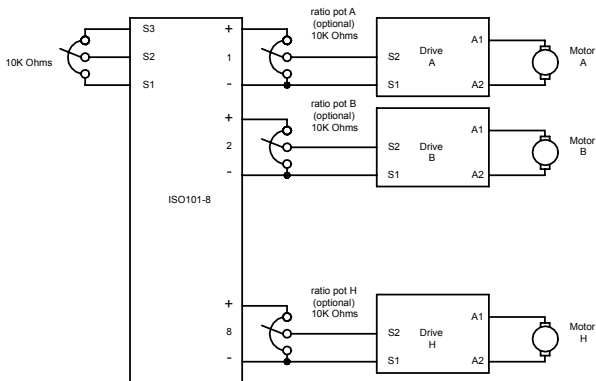 10K Ohms
S3
S2
S1
ISO101-8
+
1
-
ratio pot A
(optional)
10K Ohms
S2
S1
Drive
A
A1
A2
Motor
A
+
2
-
ratio pot B
(optional)
10K Ohms
S2
S1
Drive
B
A1
A2
Motor
B
+
8
-
ratio pot H
(optional)
10K Ohms
S2
S1
Drive
H
A1
A2
Motor
H